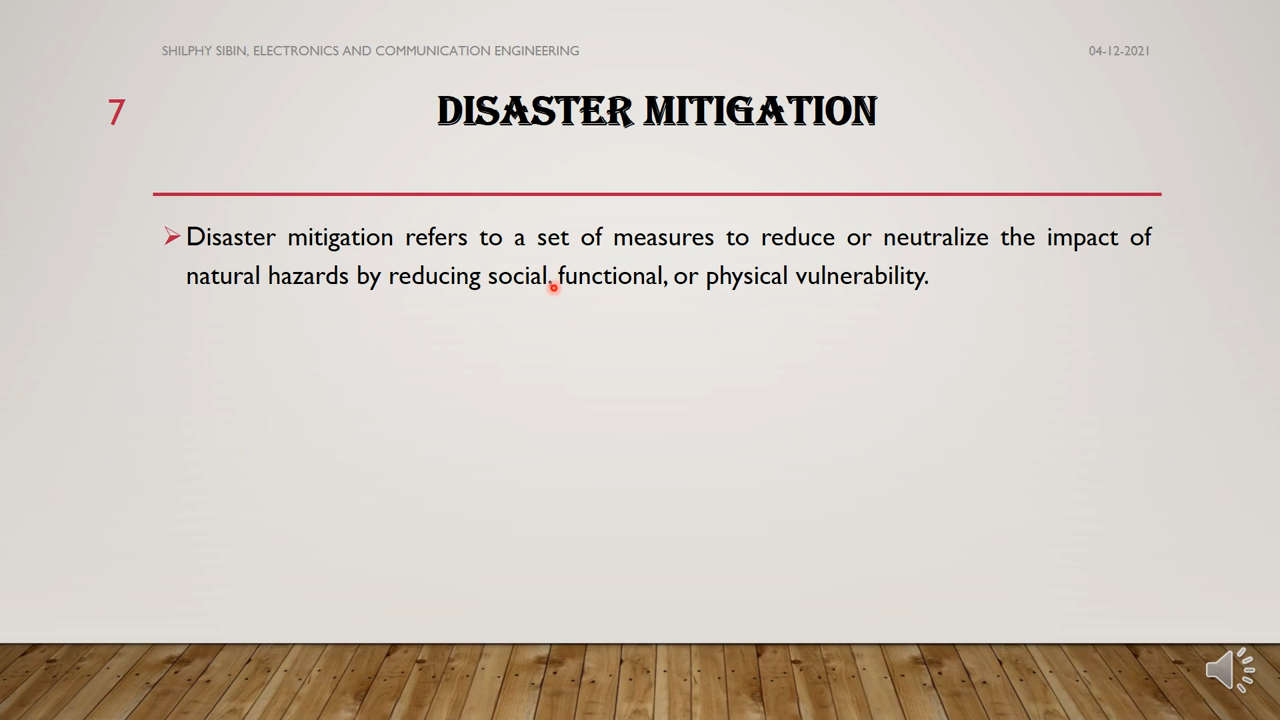 SHILPHY SIBIN, ELECTRONICS AND COMMUNICATION ENGINEERING
04-12-2021
7
DISASTER MITIGATION
Disaster mitigation refers to a set of measures to reduce or neutralize the impact of
natural hazards by reducing social, functional, or physical vulnerability.